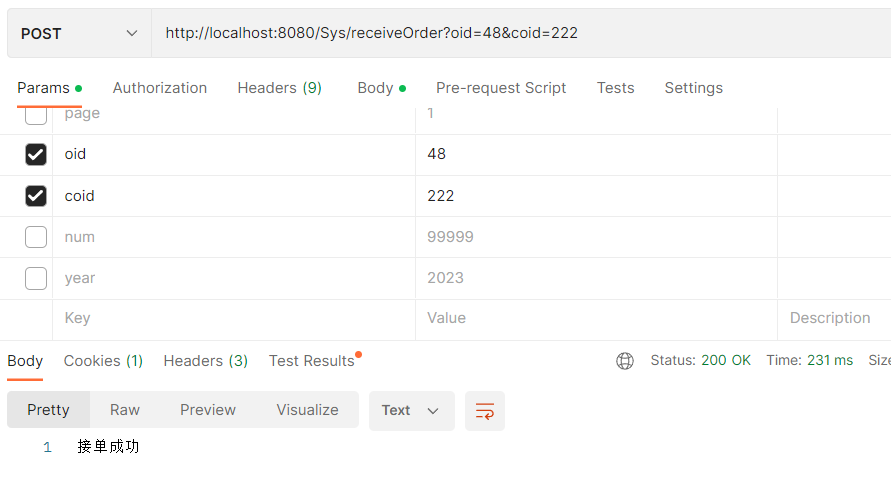 POST http://localhost:8080/Sys/receiveOrder?oid=48&coid=222
Params Authorization Headers (9) Body Pre-request Script Tests Settings
page 1
oid 48
coid 222
num 99999
year 2023
Key Value Description
Body Cookies (1) Headers (3) Test Results Status: 200 OK Time: 231 ms Size
Pretty Raw Preview Visualize Text
1 接单成功